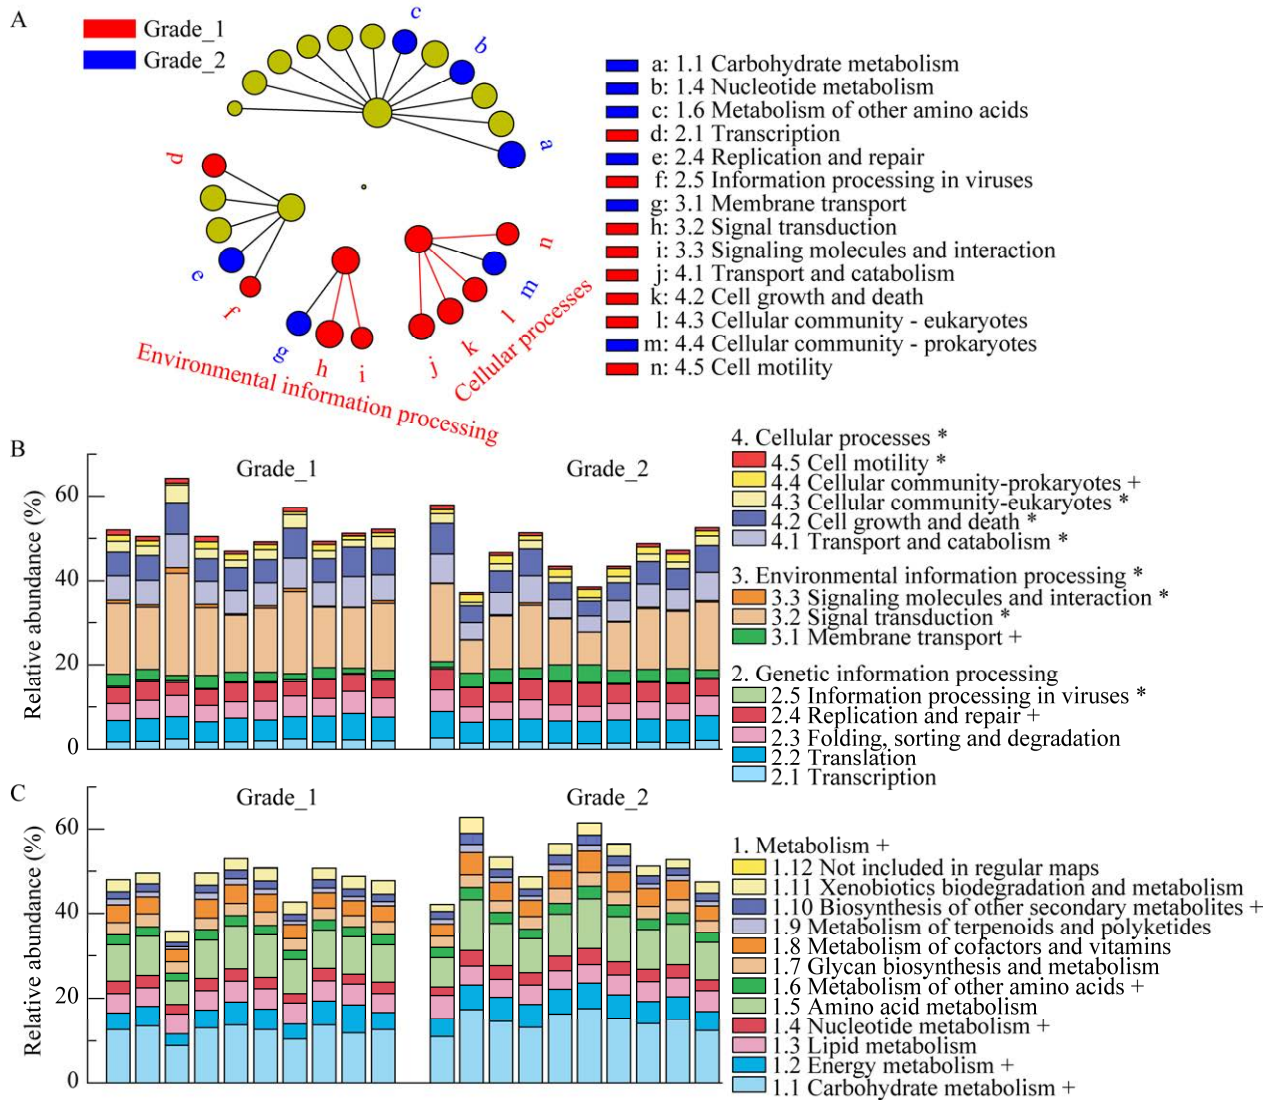 A
Grade_1
Grade_2
c
b
a
d
e
f
g
h
i
j
k
l
m
n
Environmental information processing
Cellular processes
a: 1.1 Carbohydrate metabolism
b: 1.4 Nucleotide metabolism
c: 1.6 Metabolism of other amino acids
d: 2.1 Transcription
e: 2.4 Replication and repair
f: 2.5 Information processing in viruses
g: 3.1 Membrane transport
h: 3.2 Signal transduction
i: 3.3 Signaling molecules and interaction
j: 4.1 Transport and catabolism
k: 4.2 Cell growth and death
l: 4.3 Cellular community - eukaryotes
m: 4.4 Cellular community - prokaryotes
n: 4.5 Cell motility
B
Relative abundance (%)
60
40
20
0
Grade_1
Grade_2
4. Cellular processes *
4.5 Cell motility *
4.4 Cellular community-prokaryotes +
4.3 Cellular community-eukaryotes *
4.2 Cell growth and death *
4.1 Transport and catabolism *
3. Environmental information processing *
3.3 Signaling molecules and interaction *
3.2 Signal transduction *
3.1 Membrane transport +
2. Genetic information processing
2.5 Information processing in viruses *
2.4 Replication and repair +
2.3 Folding, sorting and degradation
2.2 Translation
2.1 Transcription
C
Relative abundance (%)
60
40
20
0
Grade_1
Grade_2
1. Metabolism +
1.12 Not included in regular maps
1.11 Xenobiotics biodegradation and metabolism
1.10 Biosynthesis of other secondary metabolites +
1.9 Metabolism of terpenoids and polyketides
1.8 Metabolism of cofactors and vitamins
1.7 Glycan biosynthesis and metabolism
1.6 Metabolism of other amino acids +
1.5 Amino acid metabolism
1.4 Nucleotide metabolism +
1.3 Lipid metabolism
1.2 Energy metabolism +
1.1 Carbohydrate metabolism +